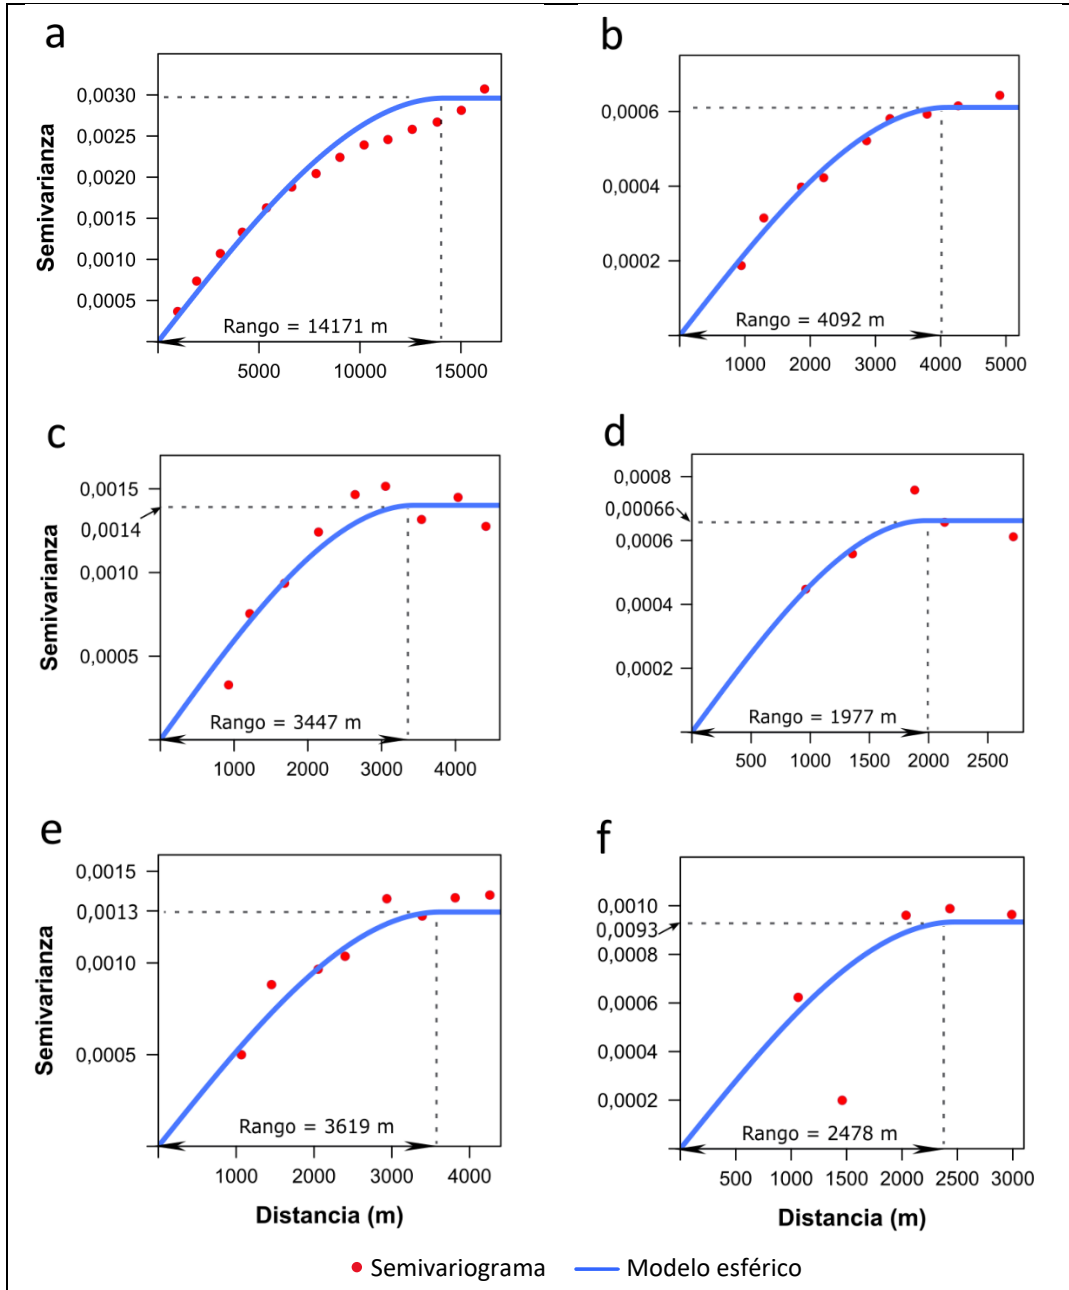 a
0,0030
0,0025
0,0020
0,0015
0,0010
0,0005
Semivarianza
Rango = 14171 m
5000 10000 15000
b
0,0006
0,0004
0,0002
Rango = 4092 m
1000 2000 3000 4000 5000
c
0,0015
0,0014
0,0010
0,0005
Semivarianza
Rango = 3447 m
1000 2000 3000 4000
d
0,0008
0,00066
0,0006
0,0004
0,0002
Rango = 1977 m
500 1000 1500 2000 2500
e
0,0015
0,0013
0,0010
0,0005
Semivarianza
Rango = 3619 m
1000 2000 3000 4000
Distancia (m)
f
0,0010
0,0093
0,0008
0,0006
0,0004
0,0002
Rango = 2478 m
500 1000 1500 2000 2500 3000
Distancia (m)
Semivariograma Modelo esférico